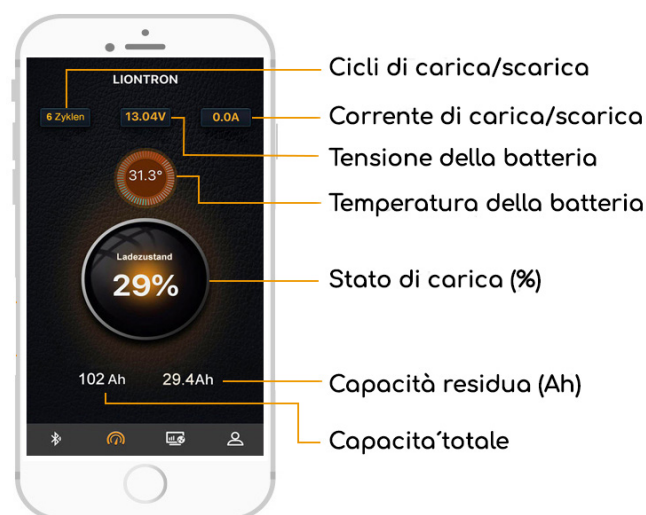 LIONTRON
Cicli di carica/scarica
6 Zyklen
13.04V
0.0A
Corrente di carica/scarica
Tensione della batteria
31.3°
Temperatura della batteria
Ladezustand
29%
Stato di carica (%)
102 Ah
29.4Ah
Capacità residua (Ah)
Capacita´totale